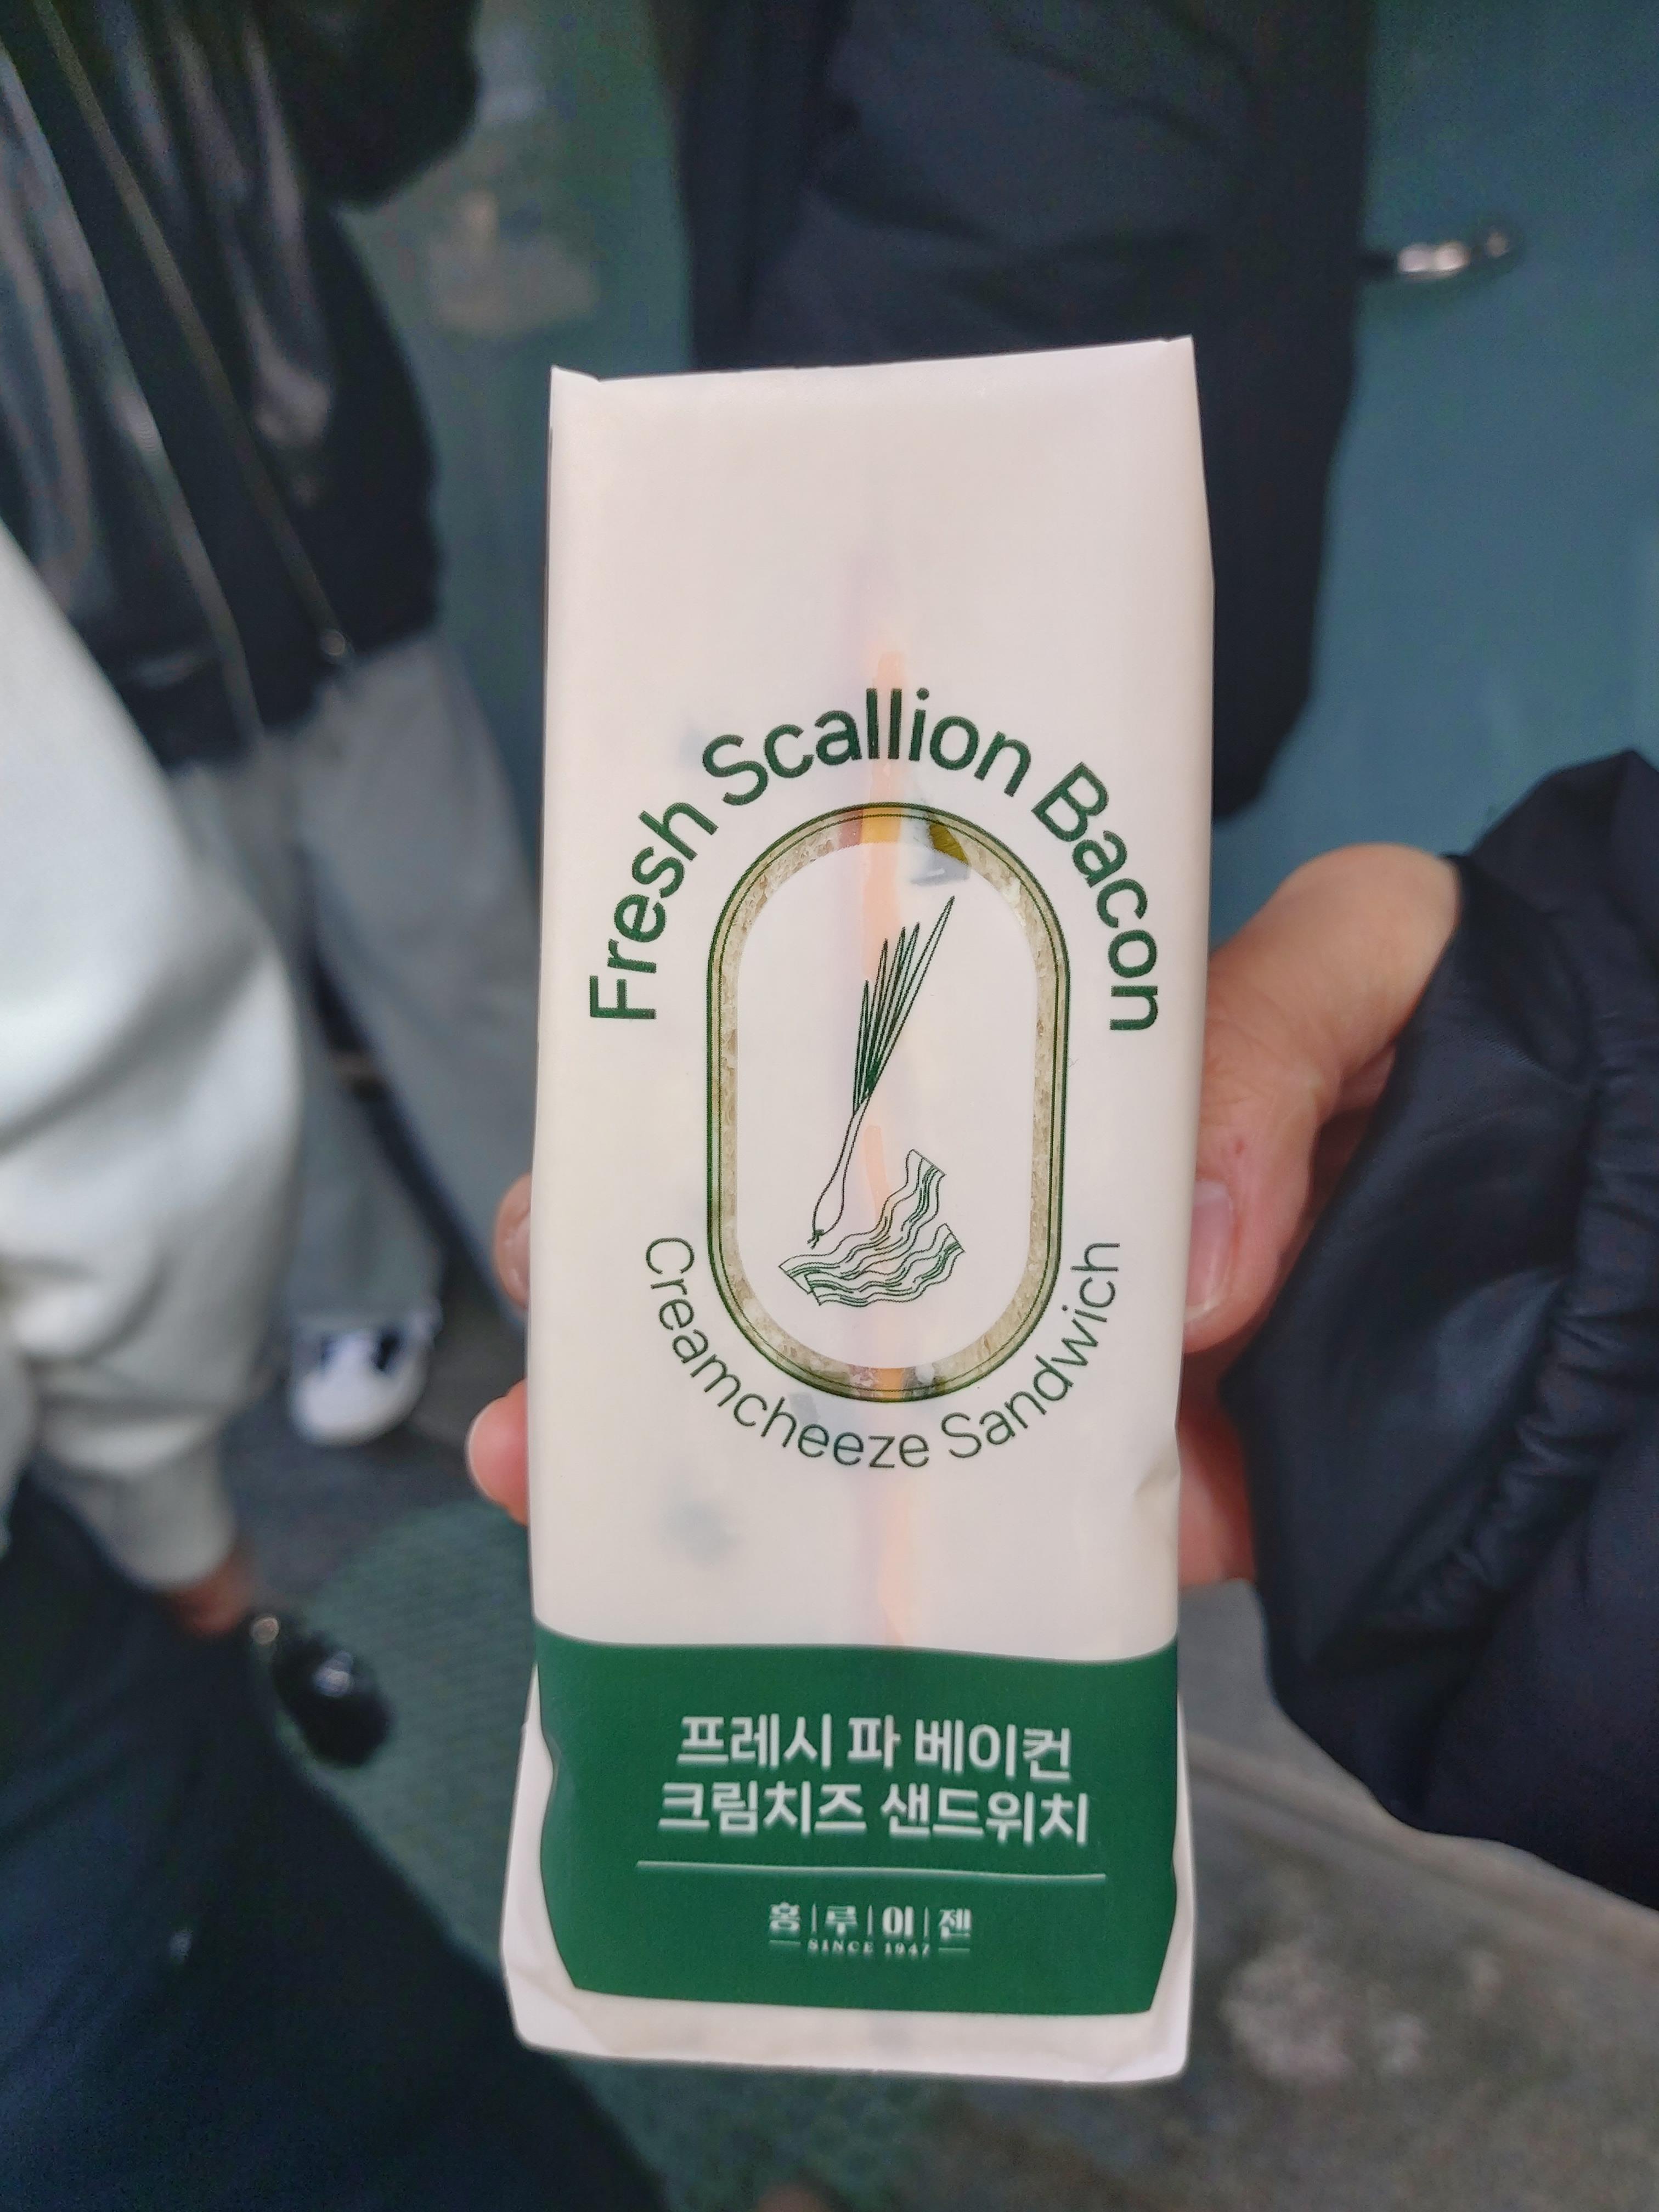 Fresh Scallion Bacon
Creamcheeze Sandwich
프레시 파 베이컨
크림치즈 샌드위치
홍|루|이|젠
SINCE 1947